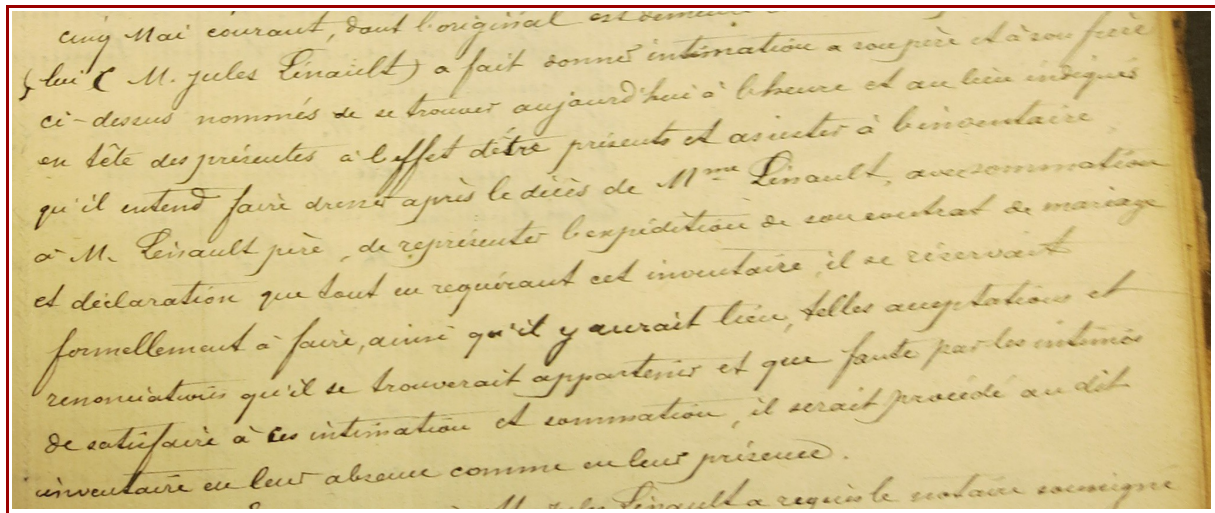 cinq Mai courant, dont l'original est demeuré
lui ( M. Jules Linault) a fait donner intimation a son père et à son frère
ci-dessus nommés de se trouver aujourd'hui à l'heure et au lieu indiqués
en tête des présentes à l'effet d'être présents et assister à l'inventaire
qu'il entend faire dresser après le décès de Mme Linault, avec sommation
à M. Linault père, de représenter l'expédition de son contrat de mariage
et déclaration que tout en requérant cet inventaire, il se réservait
formellement à faire, ainsi qu'il y aurait lieu, telles acceptations et
renonciations qu'il se trouverait appartenir et que faute par les intimés
de satisfaire à ces intimation et sommation, il serait procédé au dit
inventaire en leur absence comme en leur présence.
M. Jules Linault a requis le notaire soussigné